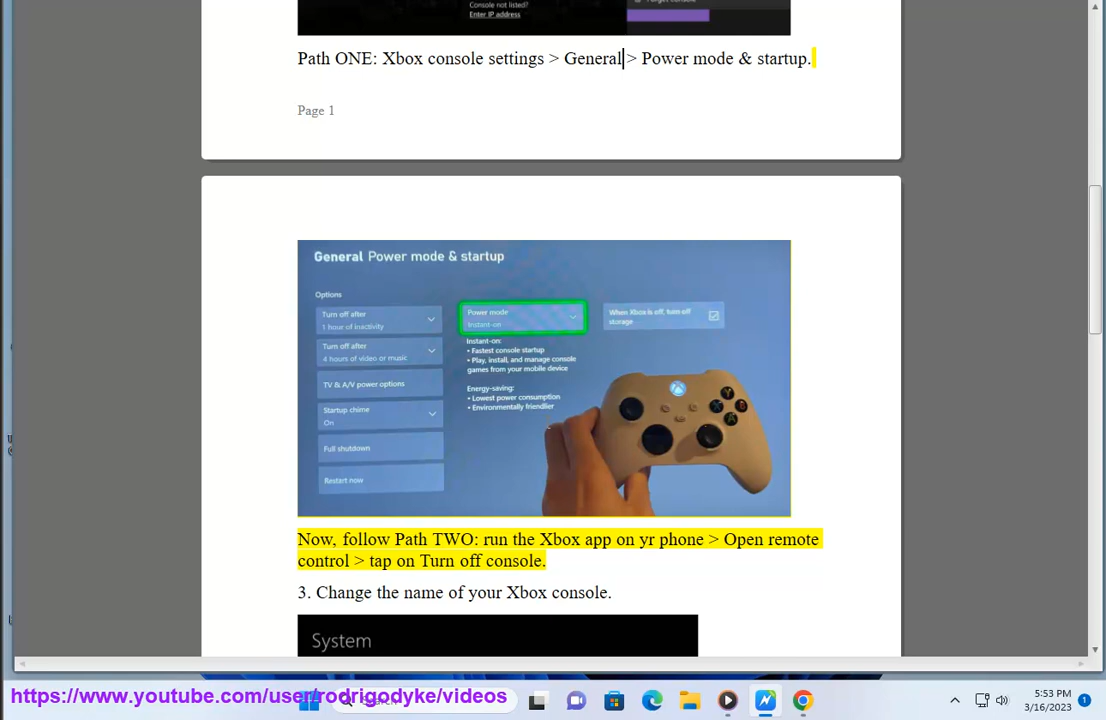 Console not listed?
Enter IP address
Path ONE: Xbox console settings > General > Power mode & startup.
Page 1
General Power mode & startup
Options
Turn off after
1 hour of inactivity
Power mode
Instant-on
When Xbox is off, turn off
storage
Turn off after
4 hours of video or music
Instant-on:
• Fastest console startup
• Play, install, and manage console
games from your mobile device
TV & A/V power options
Energy-saving:
• Lowest power consumption
• Environmentally friendlier
Startup chime
On
Full shutdown
Restart now
X
Y
B
A
Now, follow Path TWO: run the Xbox app on yr phone > Open remote
control > tap on Turn off console.
3. Change the name of your Xbox console.
System
https://www.youtube.com/user/rodrigodyke/videos
5:53 PM
3/16/2023
1